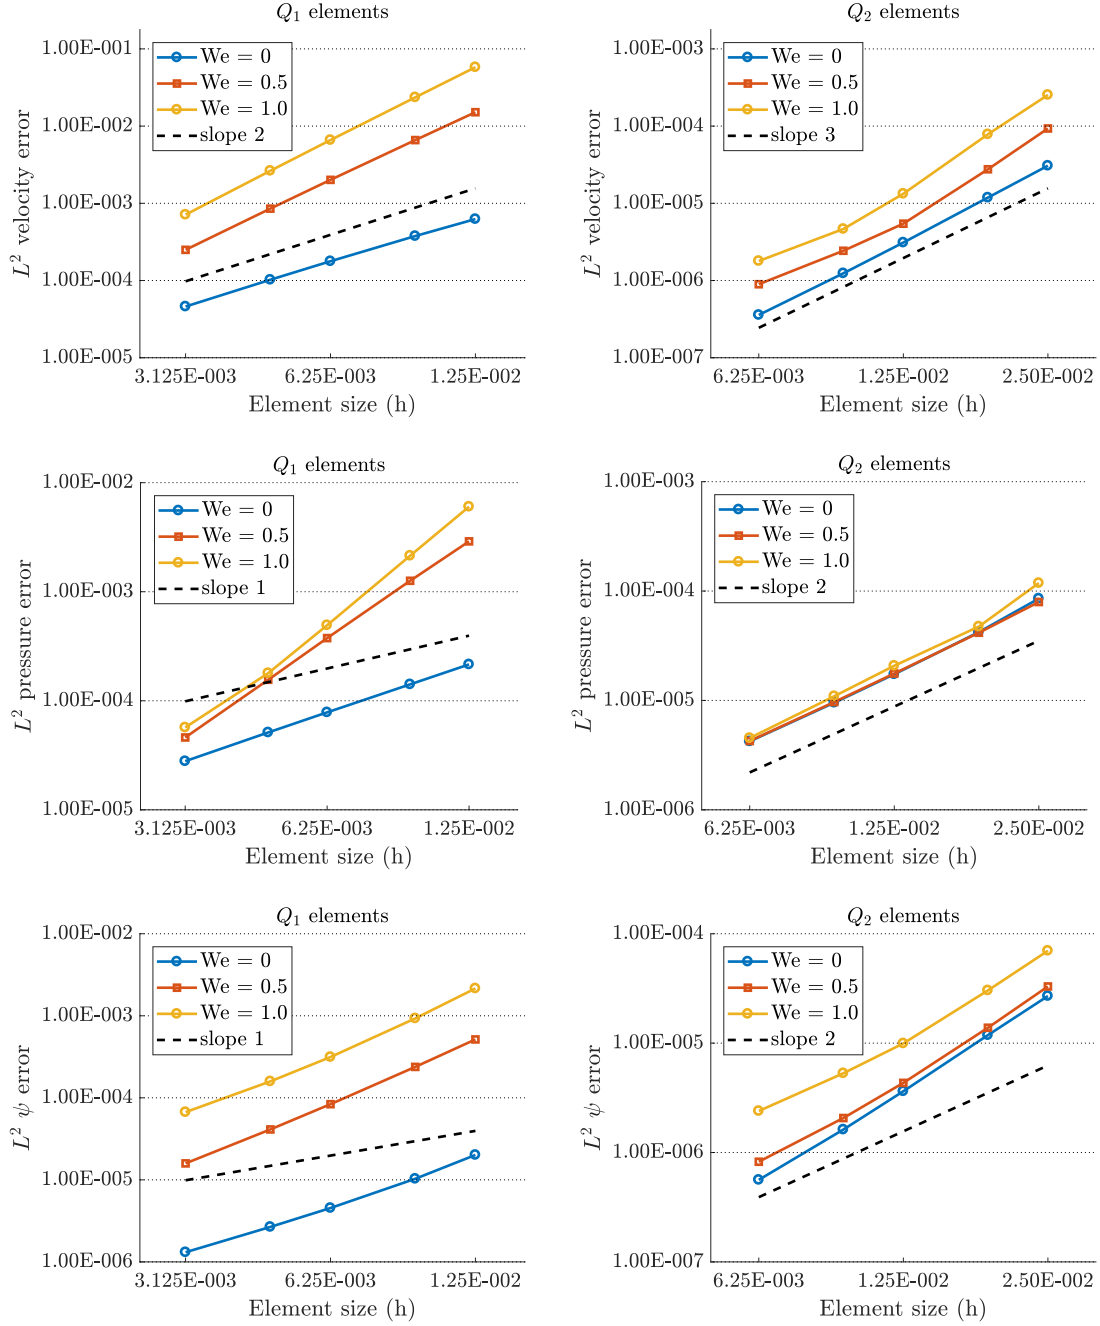 Q1 elements
1.00E-001
1.00E-002
1.00E-003
1.00E-004
1.00E-005
L2 velocity error
We = 0
We = 0.5
We = 1.0
slope 2
3.125E-003 6.25E-003 1.25E-002
Element size (h)
Q2 elements
1.00E-003
1.00E-004
1.00E-005
1.00E-006
1.00E-007
L2 velocity error
We = 0
We = 0.5
We = 1.0
slope 3
6.25E-003 1.25E-002 2.50E-002
Element size (h)
Q1 elements
1.00E-002
1.00E-003
1.00E-004
1.00E-005
L2 pressure error
We = 0
We = 0.5
We = 1.0
slope 1
3.125E-003 6.25E-003 1.25E-002
Element size (h)
Q2 elements
1.00E-003
1.00E-004
1.00E-005
1.00E-006
L2 pressure error
We = 0
We = 0.5
We = 1.0
slope 2
6.25E-003 1.25E-002 2.50E-002
Element size (h)
Q1 elements
1.00E-002
1.00E-003
1.00E-004
1.00E-005
1.00E-006
L2 ψ error
We = 0
We = 0.5
We = 1.0
slope 1
3.125E-003 6.25E-003 1.25E-002
Element size (h)
Q2 elements
1.00E-004
1.00E-005
1.00E-006
1.00E-007
L2 ψ error
We = 0
We = 0.5
We = 1.0
slope 2
6.25E-003 1.25E-002 2.50E-002
Element size (h)